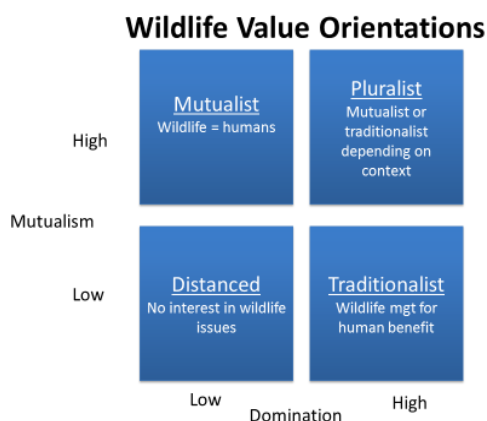 Wildlife Value Orientations
Mutualist
Wildlife = humans
Pluralist
Mutualist or
traditionalist
depending on
context
High
Mutualism
Low
Distanced
No interest in wildlife
issues
Traditionalist
Wildlife mgt for
human benefit
Low
High
Domination